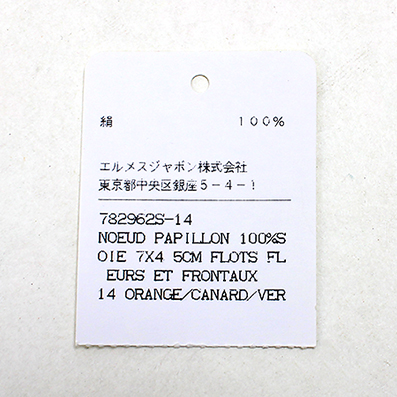 絹 100%
エルメスジャポン株式会社
東京都中央区銀座5-4-1
782962S-14
NOEUD PAPILLON 100%S
OIE 7X4 5CM FLOTS FL
EURS ET FRONTAUX
14 ORANGE/CANARD/VER